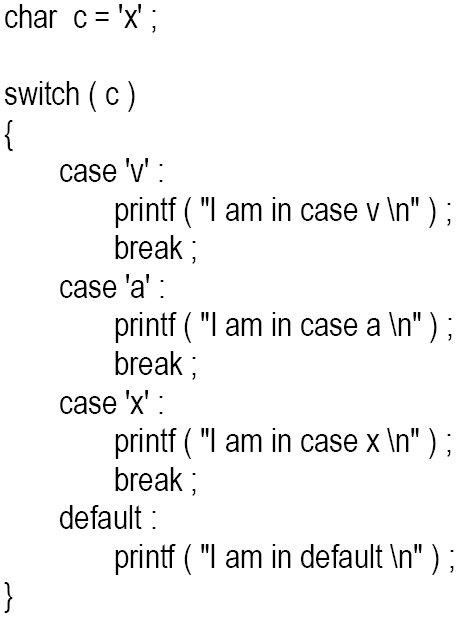 char  c = 'x' ;
switch ( c )
{
case 'v' :
printf ( "I am in case v \n" ) ;
break ;
case 'a' :
printf ( "I am in case a \n" ) ;
break ;
case 'x' :
printf ( "I am in case x \n" ) ;
break ;
default :
printf ( "I am in default \n" ) ;
}